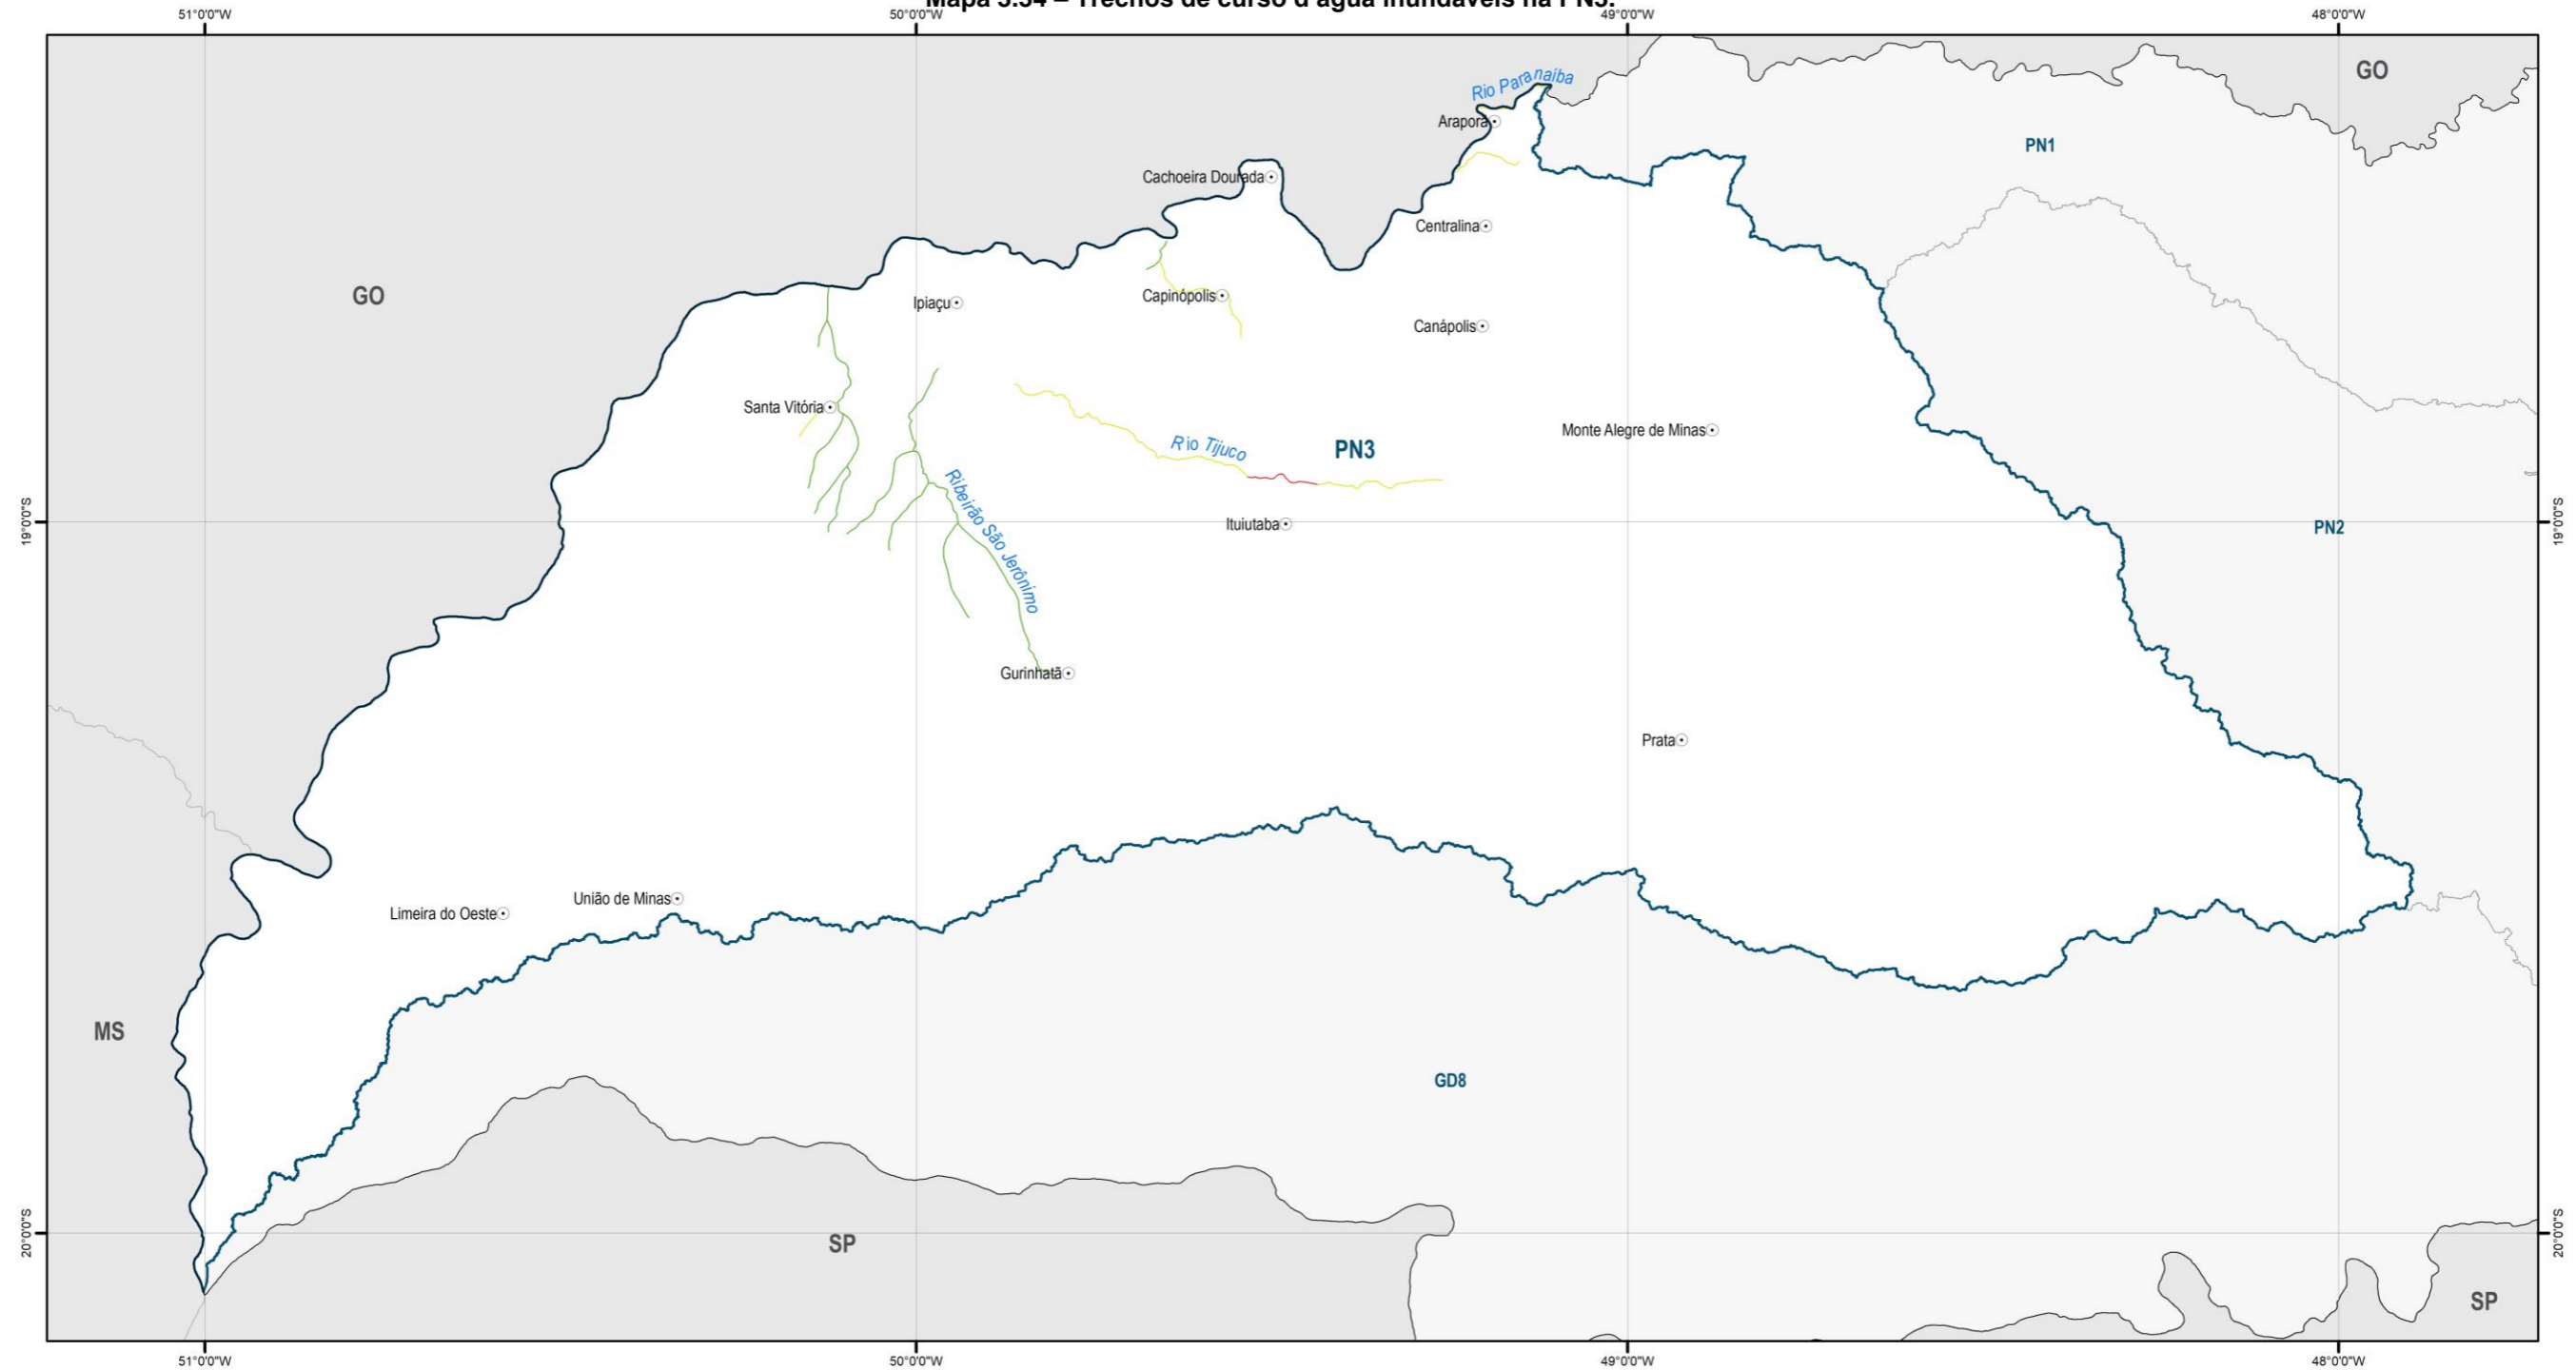 Mapa 3.34 – Trechos de curso d'água inundáveis na PN3.
51°0'0"W
50°0'0"W
49°0'0"W
48°0'0"W
GO
Rio Paranaíba
Araporã
PN1
Cachoeira Dourada
Centralina
GO
Ipiaçu
Capinópolis
Canápolis
Santa Vitória
Monte Alegre de Minas
Rio Tijuco
PN3
19°0'0"S
Ribeirão São Jerônimo
Ituiutaba
PN2
19°0'0"S
Gurinhatã
Prata
União de Minas
Limeira do Oeste
MS
GD8
20°0'0"S
SP
20°0'0"S
SP
51°0'0"W
50°0'0"W
49°0'0"W
48°0'0"W